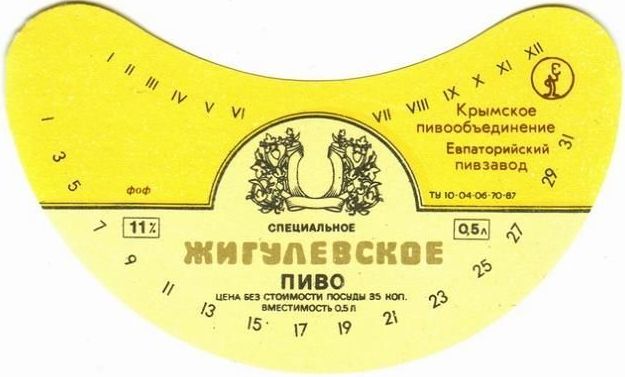 I II III IV V VI VII VIII IX X XI XII
Крымское
пивообъединение
Евпаторийский
пивзавод
ТУ 10-04-06-70-87
фоф
11%
0,5л
СПЕЦИАЛЬНОЕ
ЖИГУЛЕВСКОЕ
ПИВО
ЦЕНА БЕЗ СТОИМОСТИ ПОСУДЫ 35 КОП.
ВМЕСТИМОСТЬ 0,5 Л
1 3 5 7 9 11 13 15 17 19 21 23 25 27 29 31